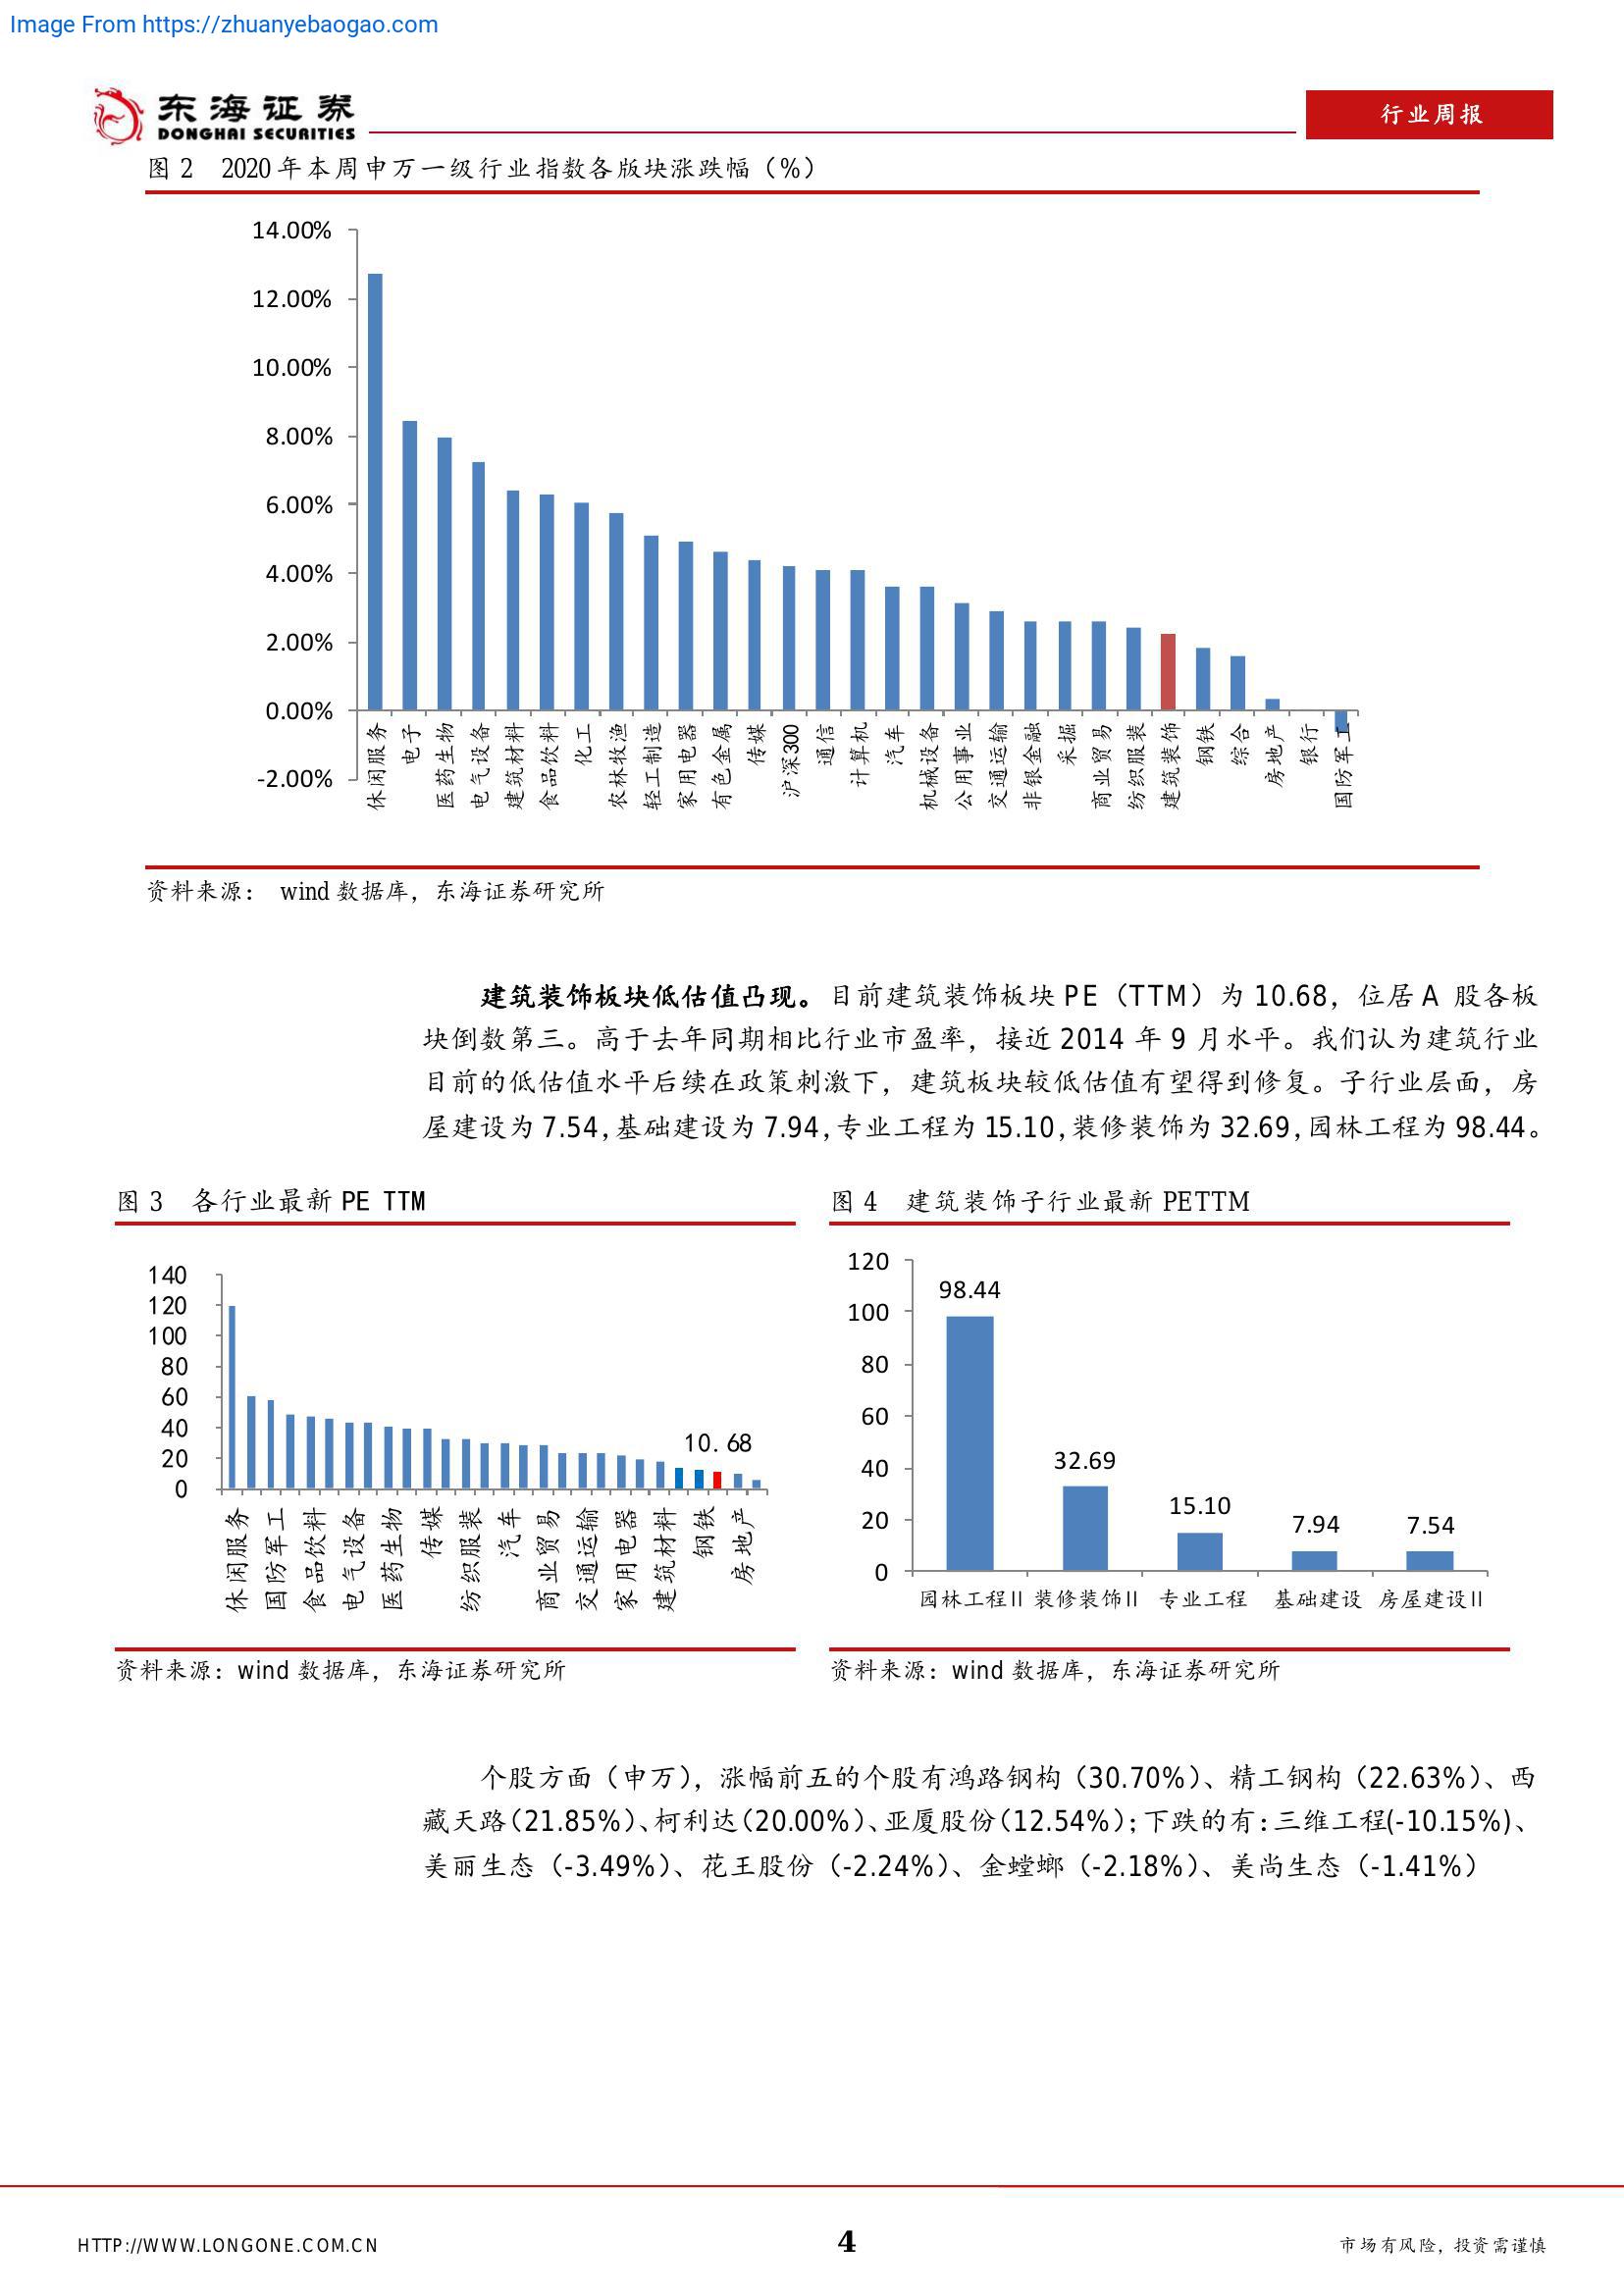 Image From https://zhuanyebaogao.com
东海证券
DONGHAI SECURITIES
行业周报
图 2 2020 年本周申万一级行业指数各版块涨跌幅（%）
14.00%
12.00%
10.00%
8.00%
6.00%
4.00%
2.00%
0.00%
-2.00%
休闲服务
电子
医药生物
电气设备
建筑材料
食品饮料
化工
农林牧渔
轻工制造
家用电器
有色金属
传媒
沪深300
通信
计算机
汽车
机械设备
公用事业
交通运输
非银金融
采掘
商业贸易
纺织服装
建筑装饰
钢铁
综合
房地产
银行
国防军工
资料来源： wind 数据库，东海证券研究所
建筑装饰板块低估值凸现。目前建筑装饰板块 PE（TTM）为 10.68，位居 A 股各板
块倒数第三。高于去年同期相比行业市盈率，接近 2014 年 9 月水平。我们认为建筑行业
目前的低估值水平后续在政策刺激下，建筑板块较低估值有望得到修复。子行业层面，房
屋建设为 7.54，基础建设为 7.94，专业工程为 15.10，装修装饰为 32.69，园林工程为 98.44。
图 3 各行业最新 PE TTM
140
120
100
80
60
40
20
0
10.68
休闲服务
国防军工
食品饮料
电气设备
医药生物
传媒
纺织服装
汽车
商业贸易
交通运输
家用电器
建筑材料
钢铁
房地产
资料来源：wind 数据库，东海证券研究所
图 4 建筑装饰子行业最新 PETTM
120
100
80
60
40
20
0
98.44
32.69
15.10
7.94
7.54
园林工程II 装修装饰II 专业工程 基础建设 房屋建设II
资料来源：wind 数据库，东海证券研究所
个股方面（申万），涨幅前五的个股有鸿路钢构（30.70%）、精工钢构（22.63%）、西
藏天路（21.85%）、柯利达（20.00%）、亚厦股份（12.54%）；下跌的有：三维工程(-10.15%)、
美丽生态（-3.49%）、花王股份（-2.24%）、金螳螂（-2.18%）、美尚生态（-1.41%）
HTTP://WWW.LONGONE.COM.CN
4
市场有风险，投资需谨慎